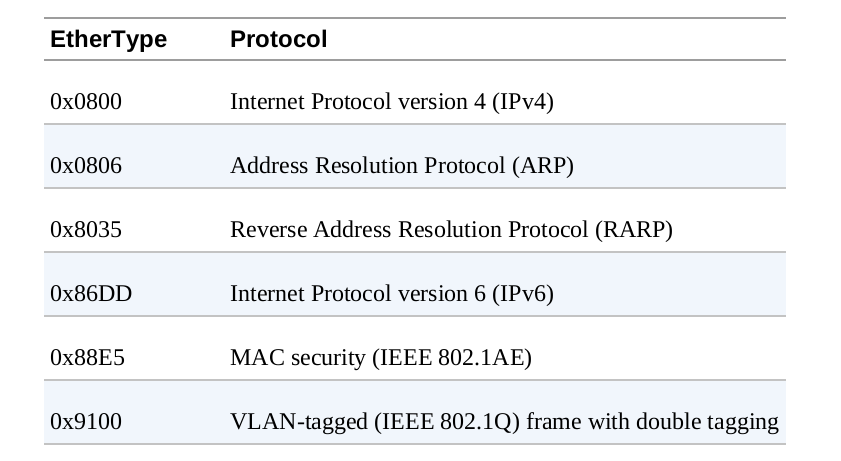 EtherType Protocol
0x0800 Internet Protocol version 4 (IPv4)
0x0806 Address Resolution Protocol (ARP)
0x8035 Reverse Address Resolution Protocol (RARP)
0x86DD Internet Protocol version 6 (IPv6)
0x88E5 MAC security (IEEE 802.1AE)
0x9100 VLAN-tagged (IEEE 802.1Q) frame with double tagging